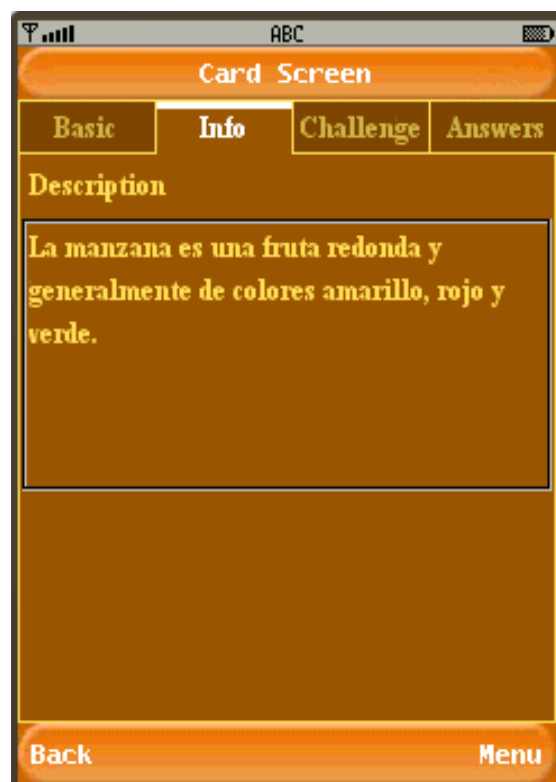 ABC
Card Screen
Basic Info Challenge Answers
Description
La manzana es una fruta redonda y
generalmente de colores amarillo, rojo y
verde.
Back Menu